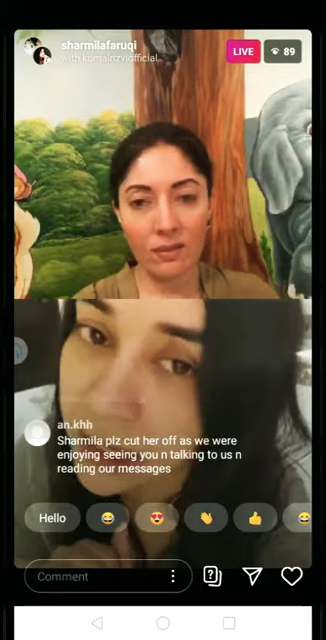 sharmilafaruqi
with komalrizviofficial
LIVE
89
an.khh
Sharmila plz cut her off as we were
enjoying seeing you n talking to us n
reading our messages
Hello
Comment